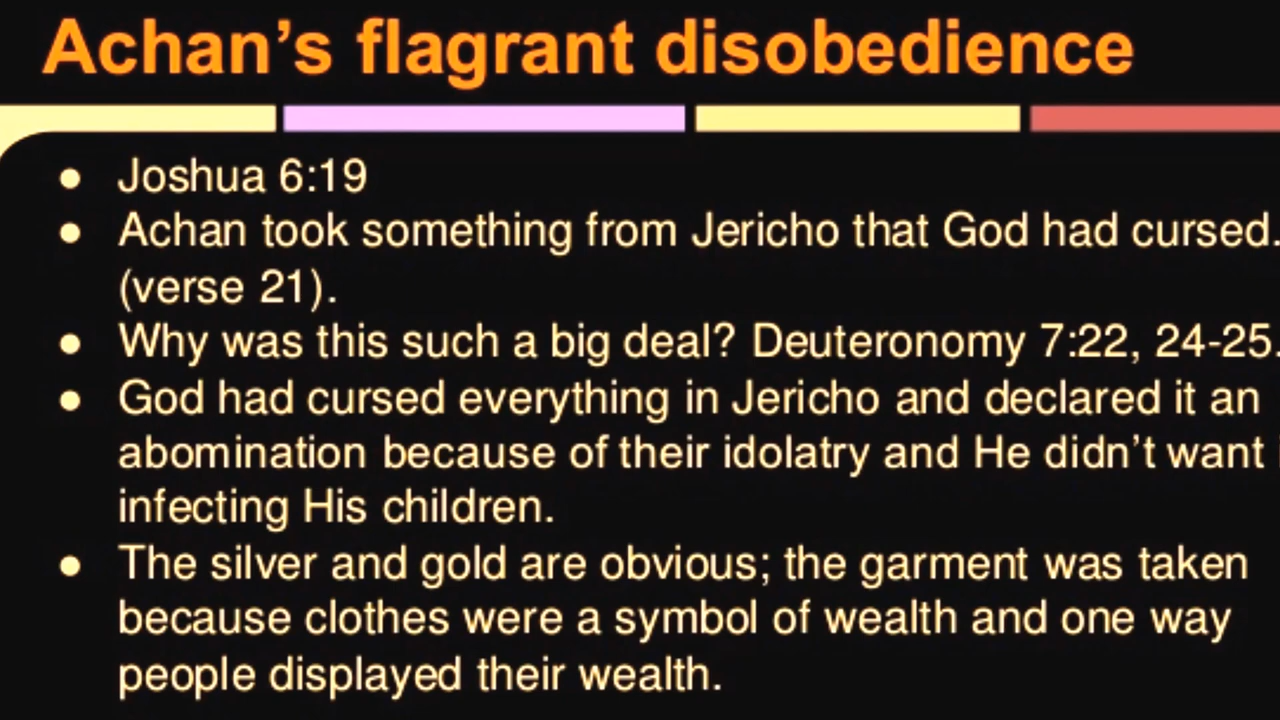 Achan’s flagrant disobedience
● Joshua 6:19
● Achan took something from Jericho that God had cursed.
(verse 21).
● Why was this such a big deal? Deuteronomy 7:22, 24-25.
● God had cursed everything in Jericho and declared it an
abomination because of their idolatry and He didn’t want
infecting His children.
● The silver and gold are obvious; the garment was taken
because clothes were a symbol of wealth and one way
people displayed their wealth.